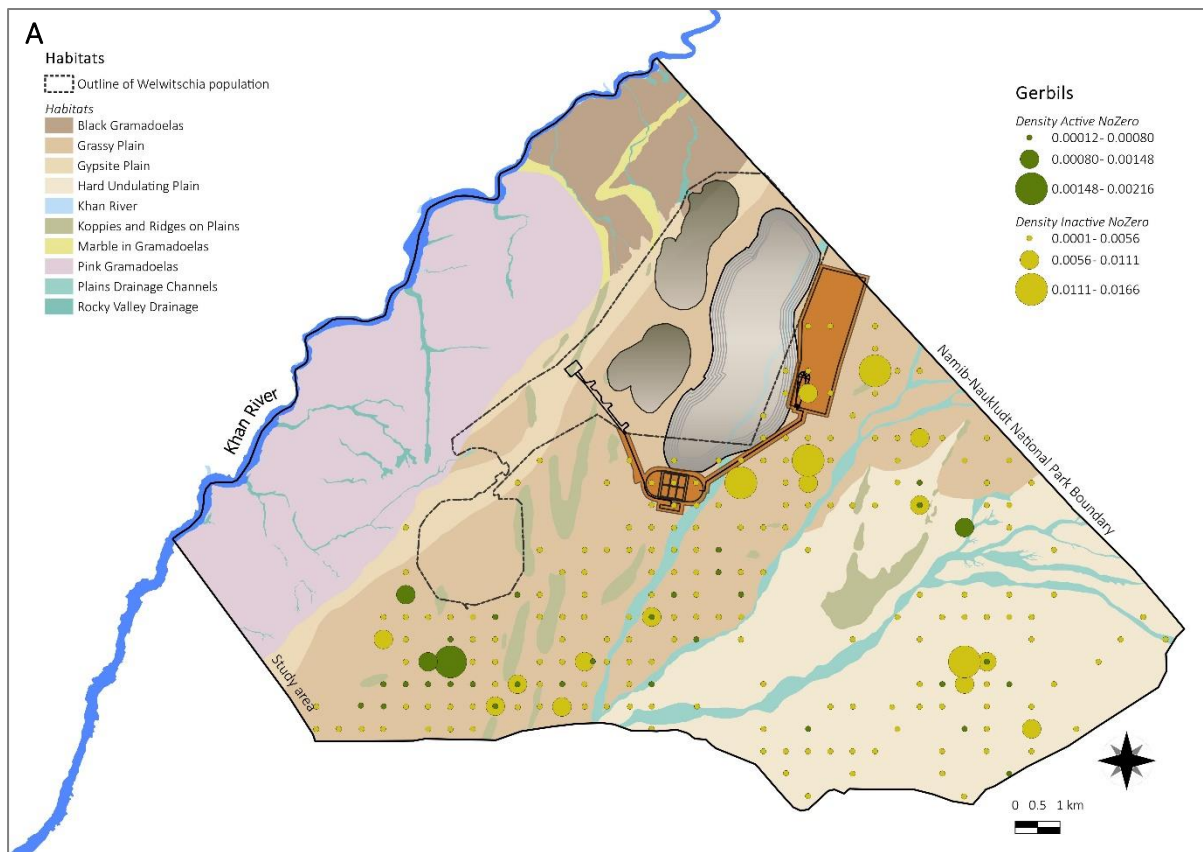 A
Habitats
Outline of Welwitschia population
Habitats
Black Gramadoelas
Grassy Plain
Gypsite Plain
Hard Undulating Plain
Khan River
Koppies and Ridges on Plains
Marble in Gramadoelas
Pink Gramadoelas
Plains Drainage Channels
Rocky Valley Drainage
Gerbils
Density Active NoZero
0.00012- 0.00080
0.00080- 0.00148
0.00148- 0.00216
Density Inactive NoZero
0.0001 - 0.0056
0.0056- 0.0111
0.0111 - 0.0166
Namib-Naukludt National Park Boundary
Khan River
Study area
0 0.5 1 km